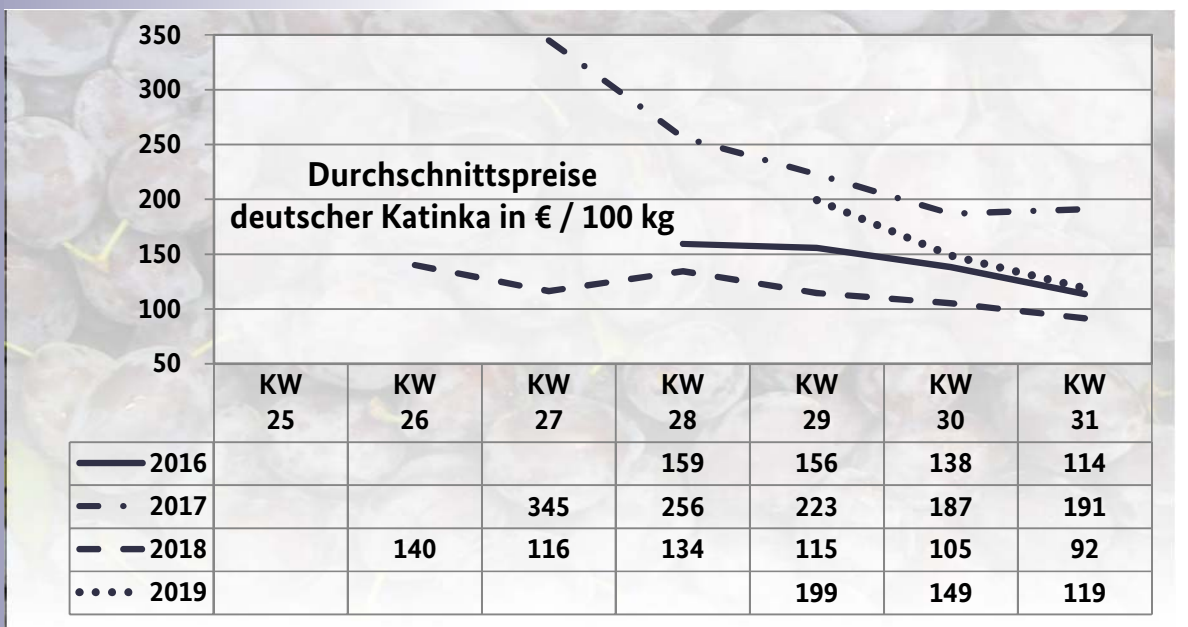 350
300
250
200
150
100
50
Durchschnittspreise
deutscher Katinka in € / 100 kg
KW 25 KW 26 KW 27 KW 28 KW 29 KW 30 KW 31
2016 159 156 138 114
2017 345 256 223 187 191
2018 140 116 134 115 105 92
2019 199 149 119